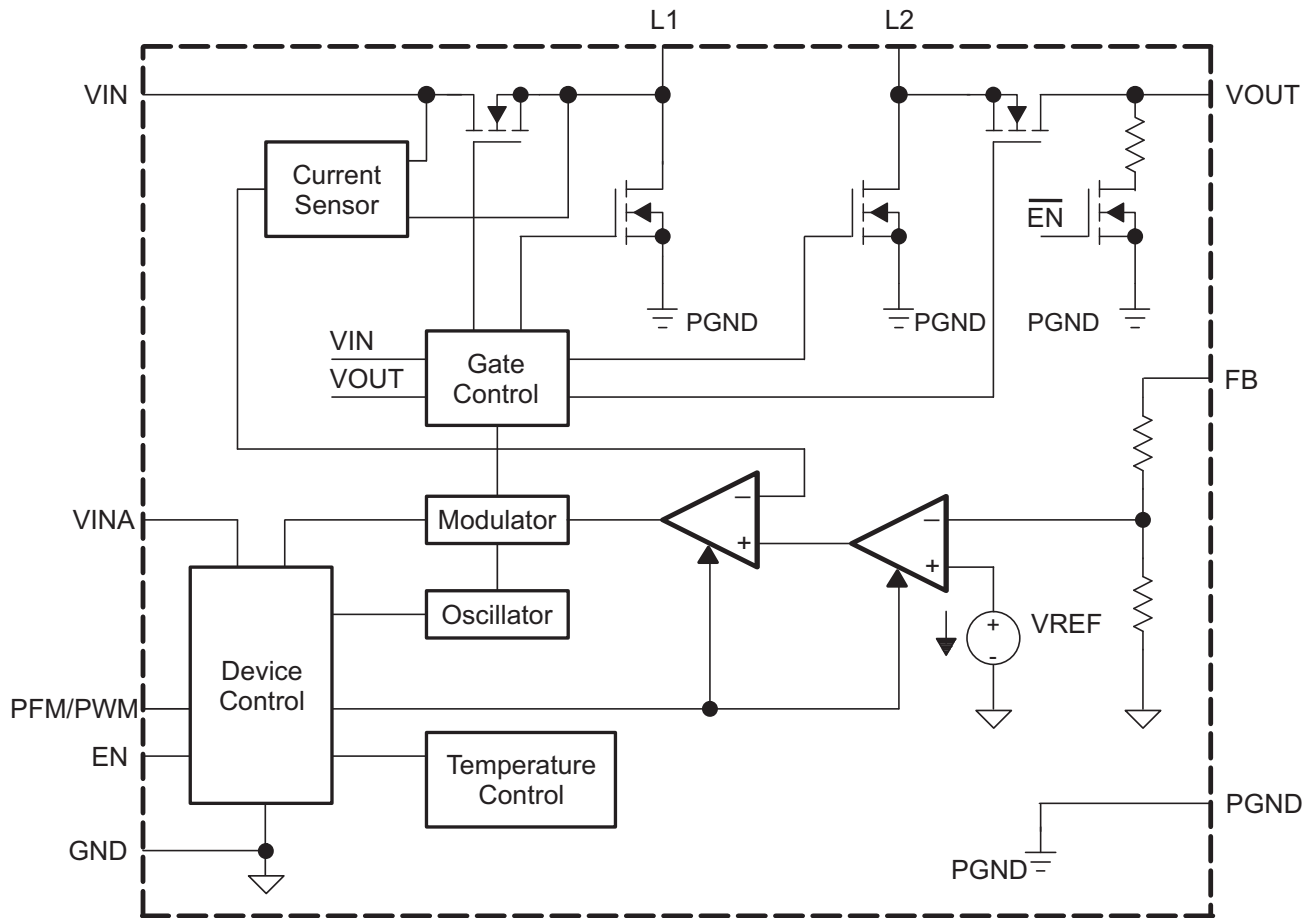 L1
L2
VIN
VOUT
Current
Sensor
E̅N̅
PGND
PGND
PGND
VIN
VOUT
Gate
Control
FB
VINA
Modulator
−
+
−
+
Oscillator
+
-
VREF
Device
Control
PFM/PWM
EN
Temperature
Control
PGND
GND
PGND